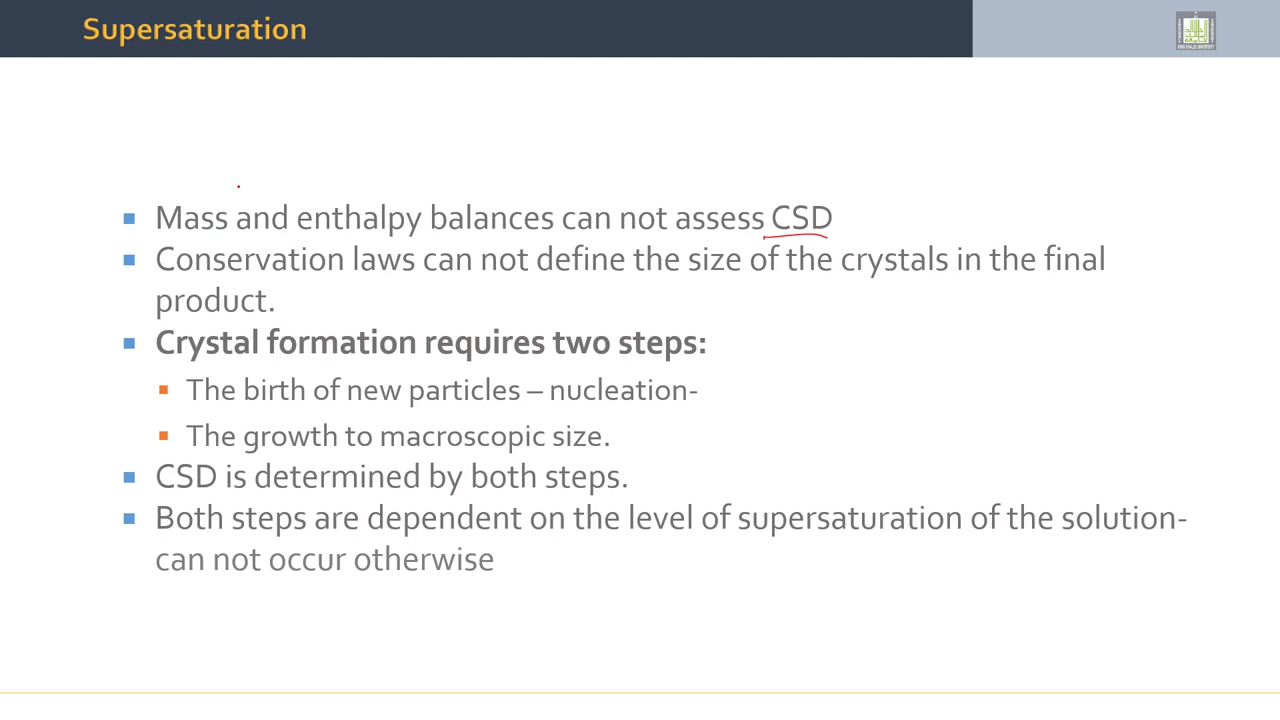 Supersaturation
Mass and enthalpy balances can not assess CSD
Conservation laws can not define the size of the crystals in the final
product.
Crystal formation requires two steps:
The birth of new particles – nucleation-
The growth to macroscopic size.
CSD is determined by both steps.
Both steps are dependent on the level of supersaturation of the solution-
can not occur otherwise